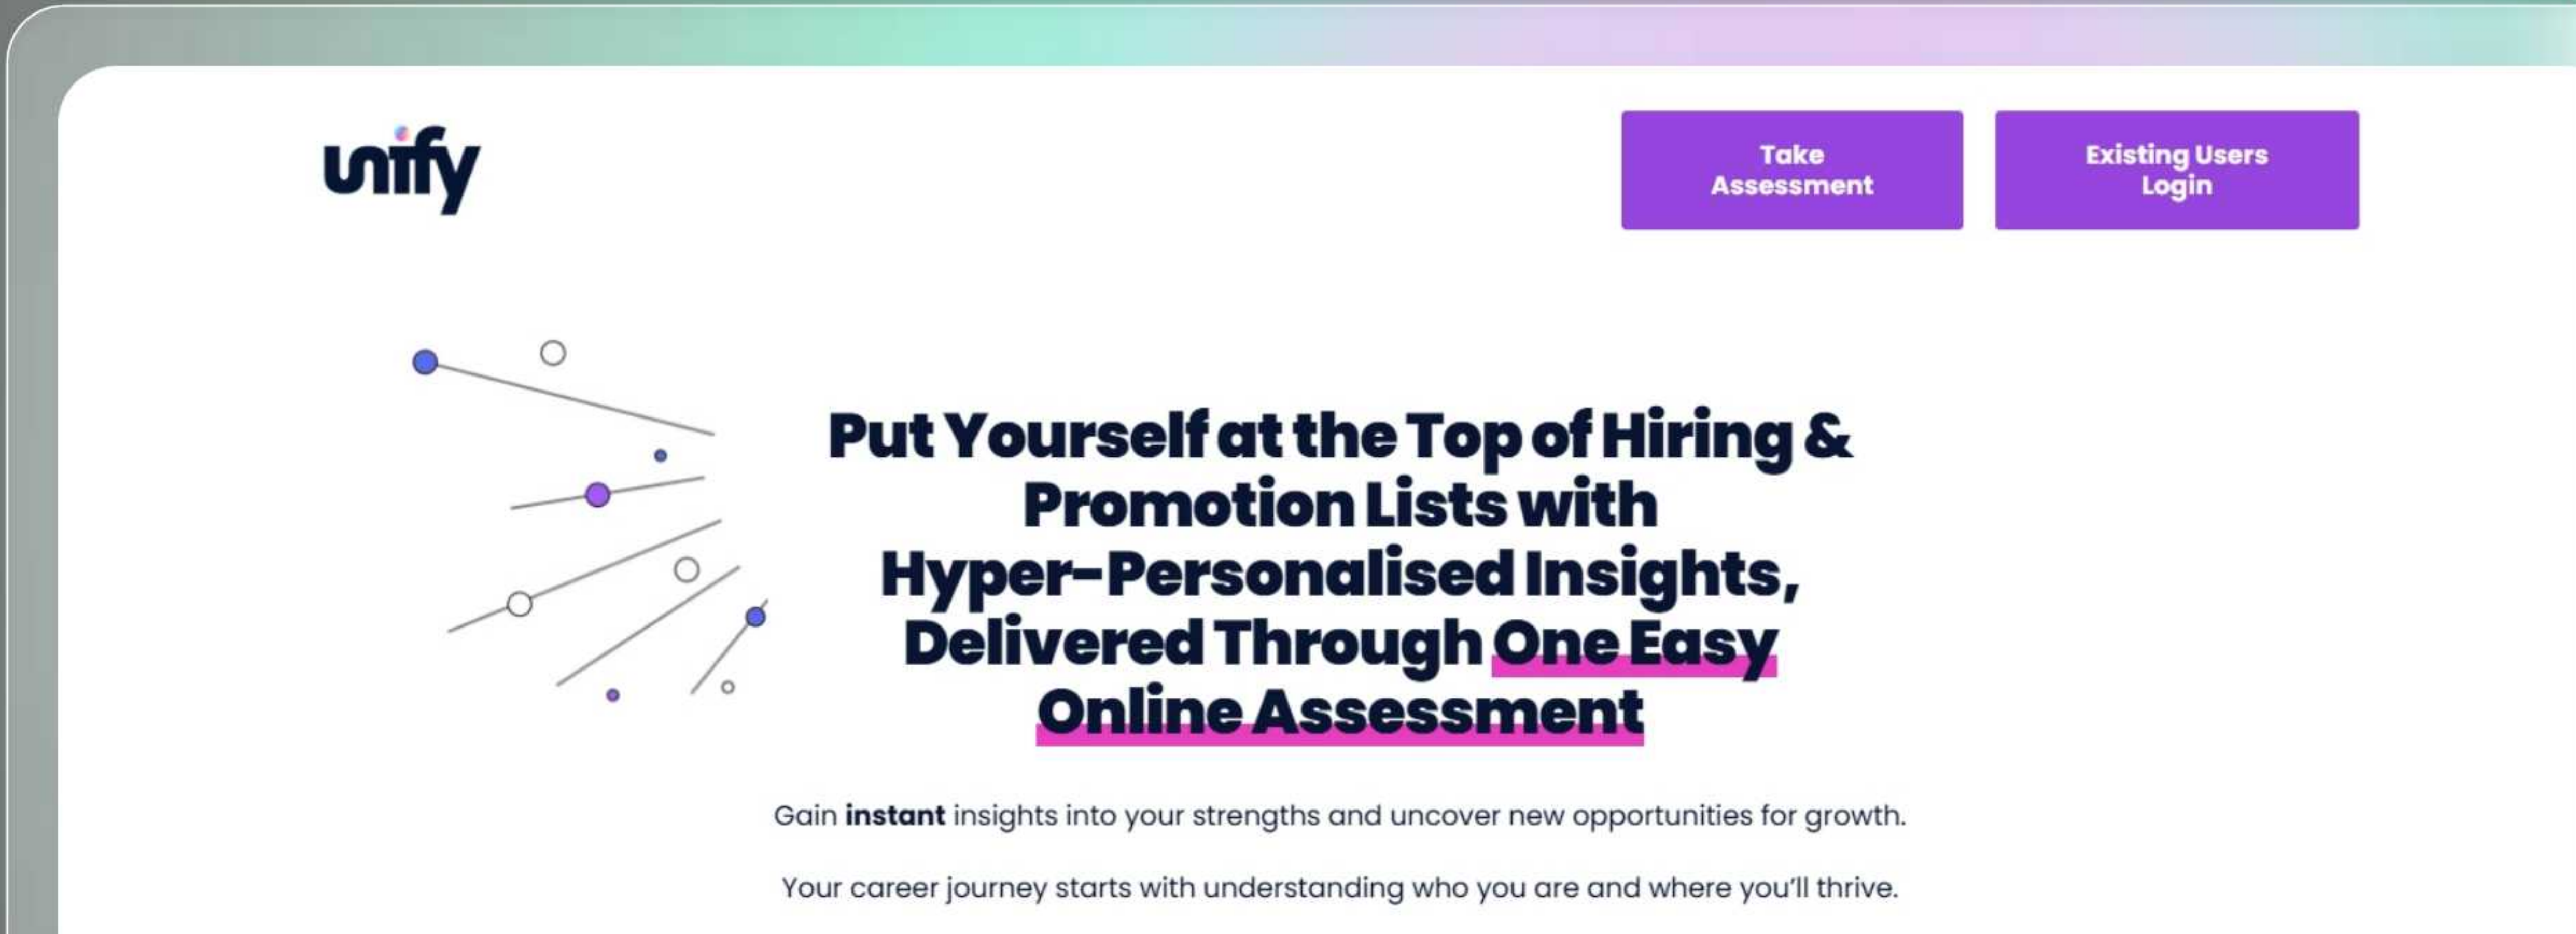 unify
Take
Assessment
Existing Users
Login
Put Yourself at the Top of Hiring &
Promotion Lists with
Hyper-Personalised Insights,
Delivered Through One Easy
Online Assessment
Gain instant insights into your strengths and uncover new opportunities for growth.
Your career journey starts with understanding who you are and where you'll thrive.